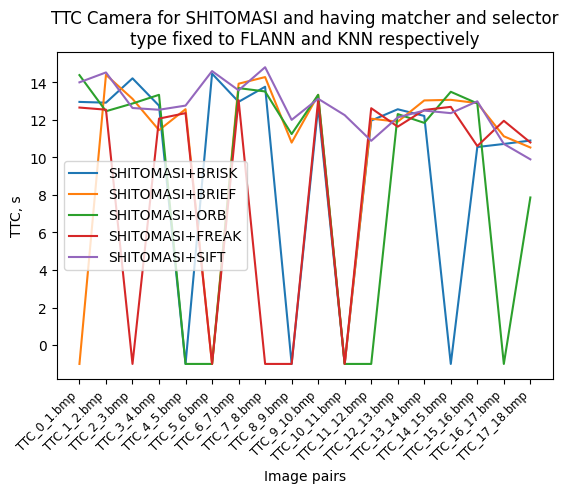 TTC Camera for SHITOMASI and having matcher and selector
type fixed to FLANN and KNN respectively
TTC, s
14
12
10
8
6
4
2
0
SHITOMASI+BRISK
SHITOMASI+BRIEF
SHITOMASI+ORB
SHITOMASI+FREAK
SHITOMASI+SIFT
TTC_0_1.bmp
TTC_1_2.bmp
TTC_2_3.bmp
TTC_3_4.bmp
TTC_4_5.bmp
TTC_5_6.bmp
TTC_6_7.bmp
TTC_7_8.bmp
TTC_8_9.bmp
TTC_9_10.bmp
TTC_10_11.bmp
TTC_11_12.bmp
TTC_12_13.bmp
TTC_13_14.bmp
TTC_14_15.bmp
TTC_15_16.bmp
TTC_16_17.bmp
TTC_17_18.bmp
Image pairs